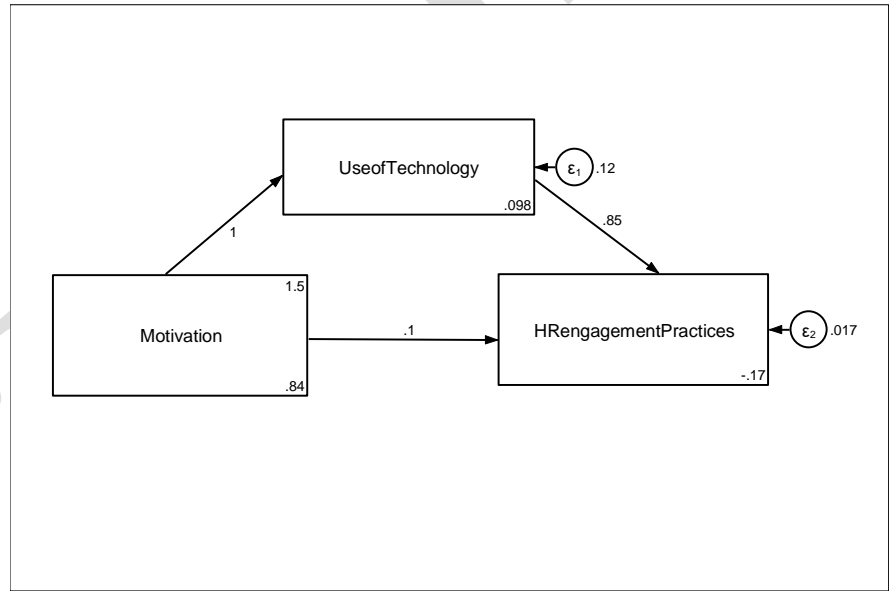 UseofTechnology
ε₁ .12
.098
1
.85
1.5
Motivation
.84
.1
HRengagementPractices
ε₂ .017
-.17